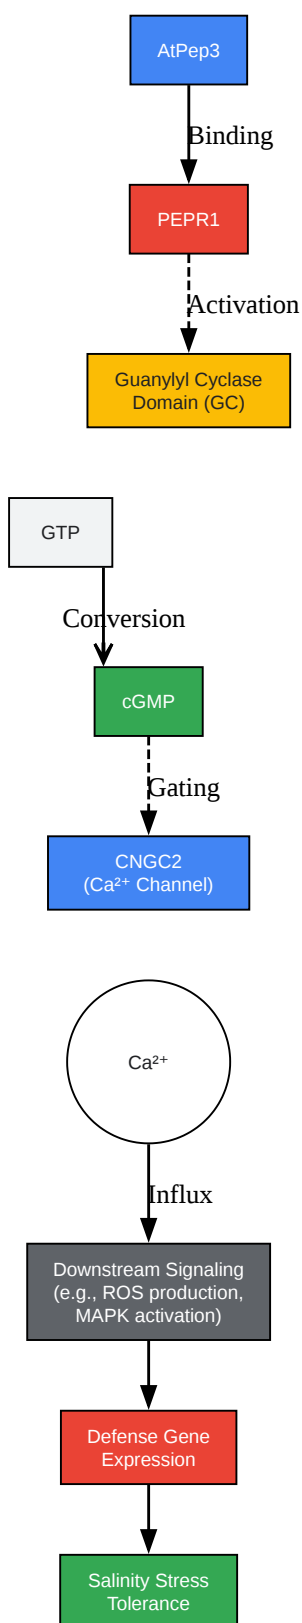 AtPep3
Binding
PEPR1
Activation
Guanylyl Cyclase
Domain (GC)
GTP
Conversion
cGMP
Gating
CNGC2
(Ca²⁺ Channel)
Ca²⁺
Influx
Downstream Signaling
(e.g., ROS production,
MAPK activation)
Defense Gene
Expression
Salinity Stress
Tolerance